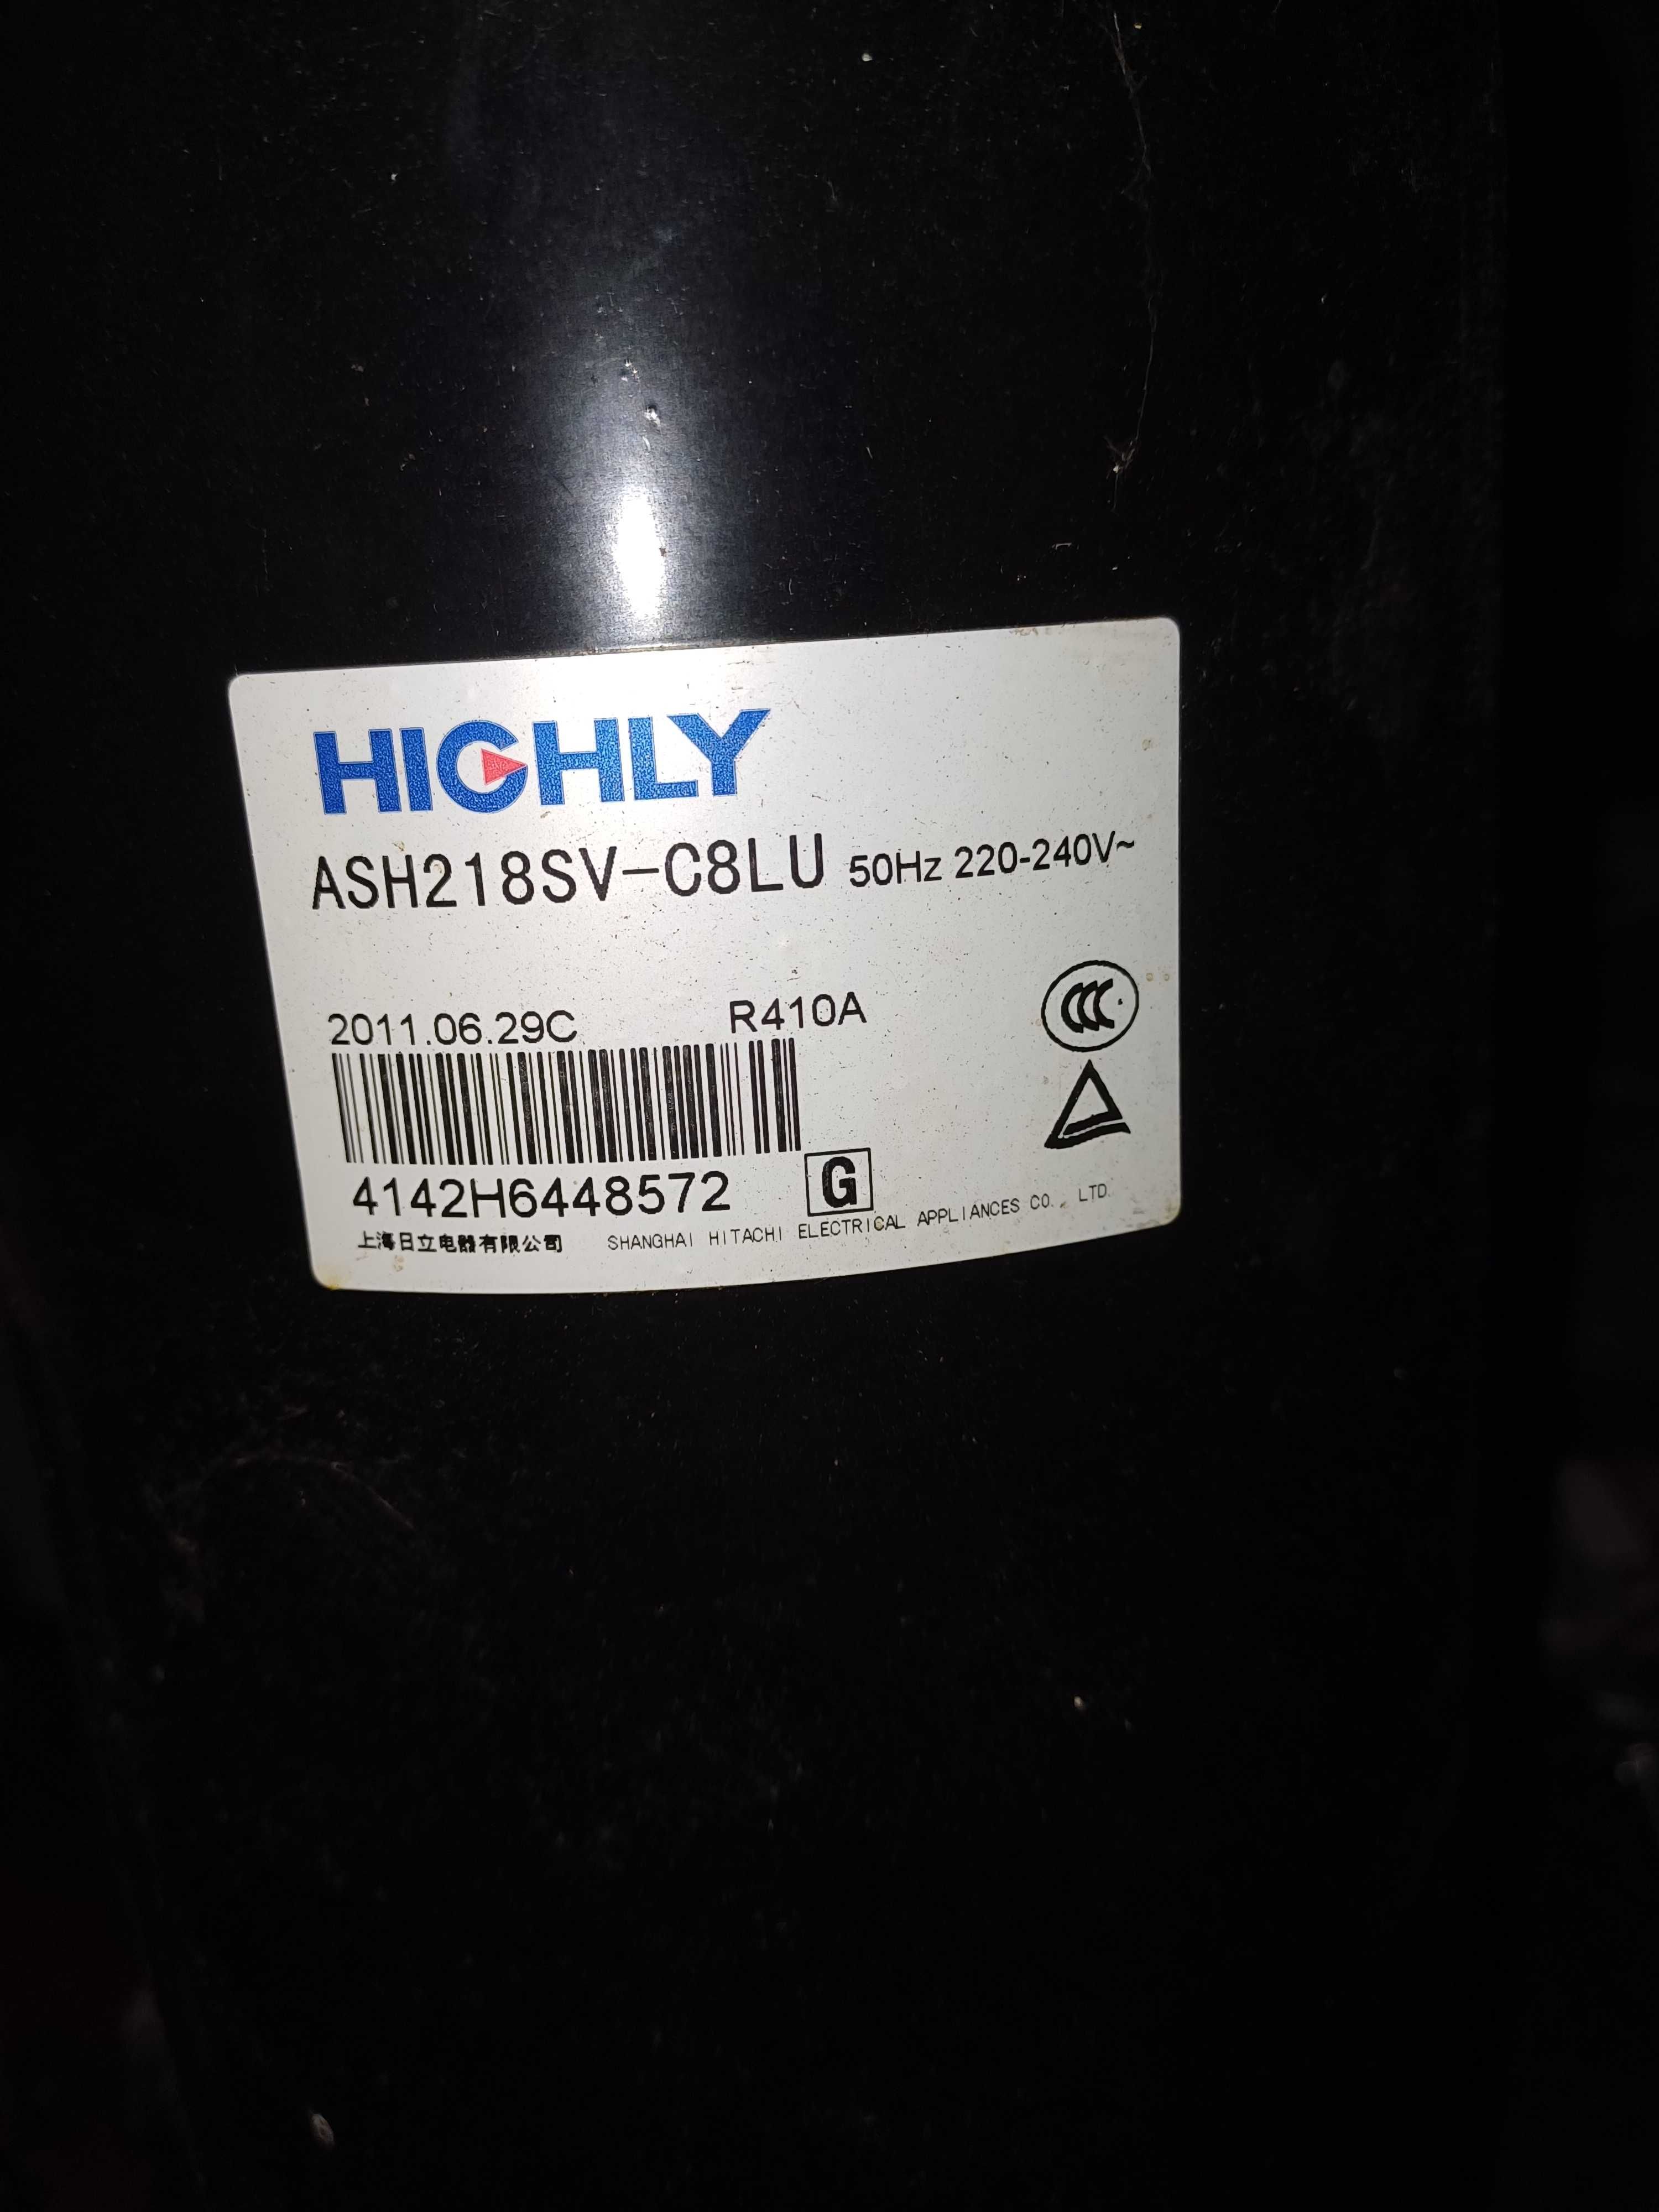 HIGHLY
ASH218SV-C8LU 50Hz 220-240V~
2011.06.29C R410A
CCC
4142H6448572 G
上海日立电器有限公司 SHANGHAI HITACHI ELECTRICAL APPLIANCES CO., LTD.